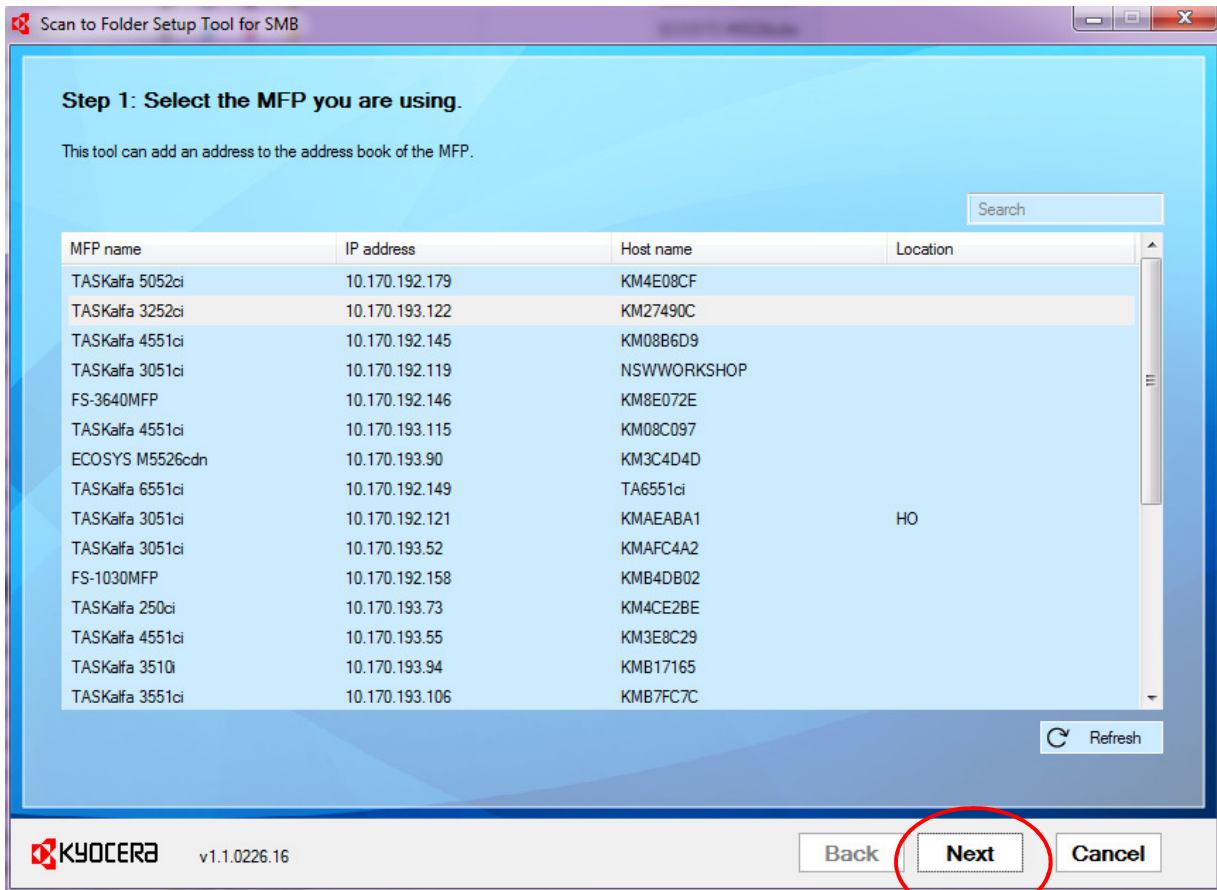 Scan to Folder Setup Tool for SMB
Step 1: Select the MFP you are using.
This tool can add an address to the address book of the MFP.
Search
MFP name IP address Host name Location
TASKalfa 5052ci 10.170.192.179 KM4E08CF
TASKalfa 3252ci 10.170.193.122 KM27490C
TASKalfa 4551ci 10.170.192.145 KM08B6D9
TASKalfa 3051ci 10.170.192.119 NSWWORKSHOP
FS-3640MFP 10.170.192.146 KM8E072E
TASKalfa 4551ci 10.170.193.115 KM08C097
ECOSYS M5526cdn 10.170.193.90 KM3C4D4D
TASKalfa 6551ci 10.170.192.149 TA6551ci
TASKalfa 3051ci 10.170.192.121 KMAEABA1 HO
TASKalfa 3051ci 10.170.193.52 KMAFC4A2
FS-1030MFP 10.170.192.158 KMB4DB02
TASKalfa 250ci 10.170.193.73 KM4CE2BE
TASKalfa 4551ci 10.170.193.55 KM3E8C29
TASKalfa 3510i 10.170.193.94 KMB17165
TASKalfa 3551ci 10.170.193.106 KMB7FC7C
Refresh
KYOCERA v1.1.0226.16 Back Next Cancel